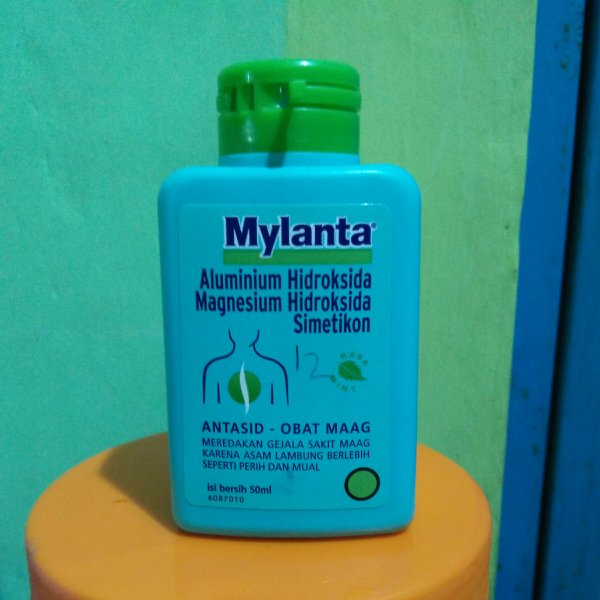 Mylanta®
Aluminium Hidroksida
Magnesium Hidroksida
Simetikon
12
RASA
MINT
ANTASID - OBAT MAAG
MEREDAKAN GEJALA SAKIT MAAG
KARENA ASAM LAMBUNG BERLEBIH
SEPERTI PERIH DAN MUAL
Isi bersih 50ml
6087010